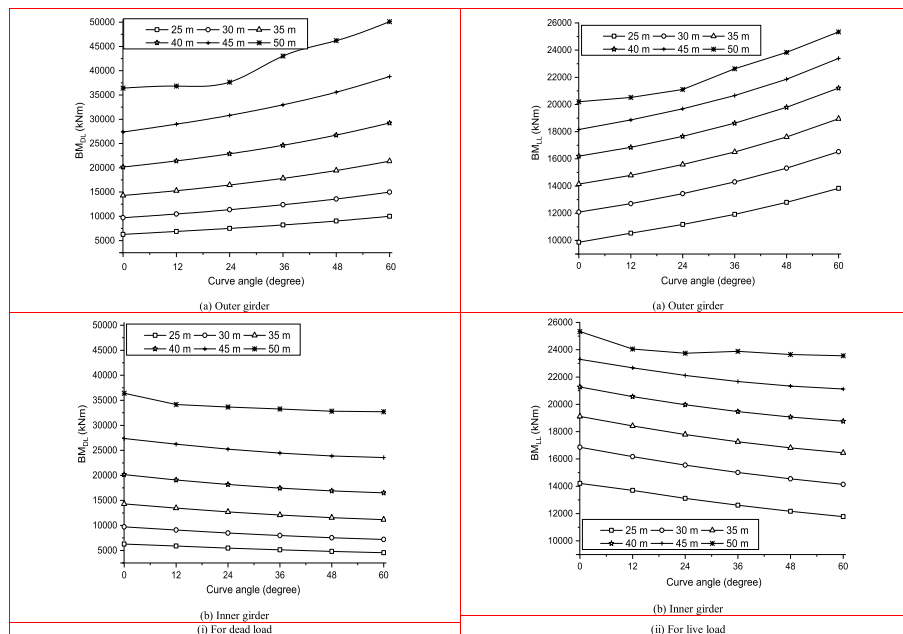 50000
45000
40000
35000
30000
25000
20000
15000
10000
5000
BM_DL (kNm)
25 m 30 m 35 m
40 m 45 m 50 m
0 12 24 36 48 60
Curve angle (degree)
(a) Outer girder
26000
24000
22000
20000
18000
16000
14000
12000
10000
BM_LL (kNm)
25 m 30 m 35 m
40 m 45 m 50 m
0 12 24 36 48 60
Curve angle (degree)
(a) Outer girder
50000
45000
40000
35000
30000
25000
20000
15000
10000
5000
BM_DL (kNm)
25 m 30 m 35 m
40 m 45 m 50 m
0 12 24 36 48 60
Curve angle (degree)
(b) Inner girder
(i) For dead load
26000
24000
22000
20000
18000
16000
14000
12000
10000
BM_LL (kNm)
25 m 30 m 35 m
40 m 45 m 50 m
0 12 24 36 48 60
Curve angle (degree)
(b) Inner girder
(ii) For live load